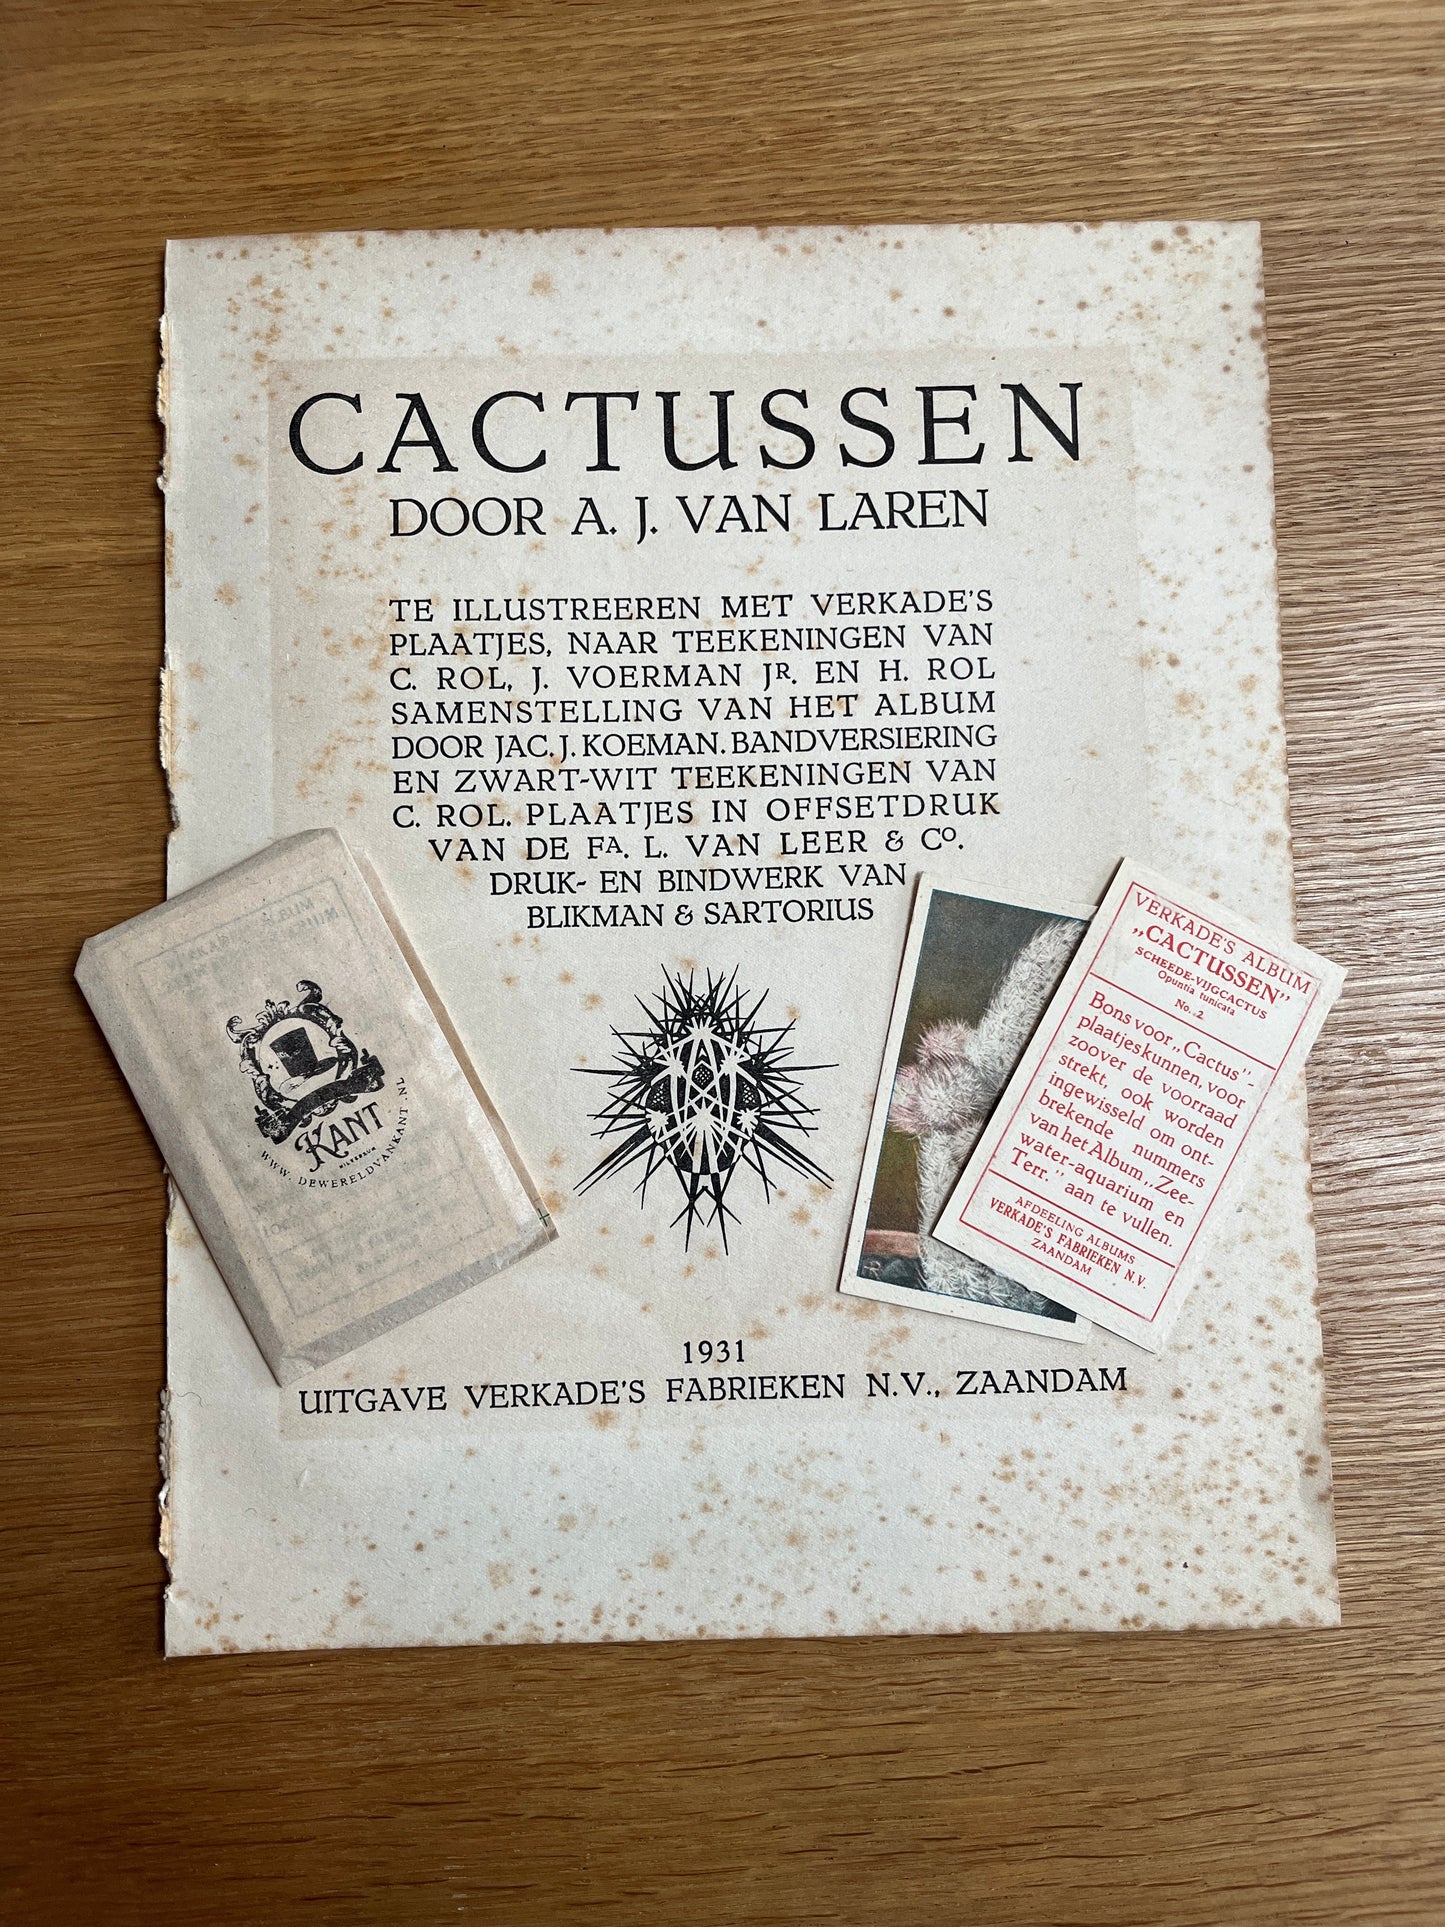 CACTUSSEN
DOOR A. J. VAN LAREN
TE ILLUSTREEREN MET VERKADE'S
PLAATJES, NAAR TEEKENINGEN VAN
C. ROL, J. VOERMAN JR. EN H. ROL
SAMENSTELLING VAN HET ALBUM
DOOR JAC. J. KOEMAN. BANDVERSIERING
EN ZWART-WIT TEEKENINGEN VAN
C. ROL. PLAATJES IN OFFSETDRUK
VAN DE FA. L. VAN LEER & CO.
DRUK- EN BINDWERK VAN
BLIKMAN & SARTORIUS
1931
UITGAVE VERKADE'S FABRIEKEN N.V., ZAANDAM
KANT
HILVERSUM
WWW.DEWERELDVANKANT.NL
VERKADE'S ALBUM
„CACTUSSEN"
SCHEEDE-VIJGCACTUS
Opuntia tunicata
No. 2
Bons voor „Cactus"-
plaatjes kunnen, voor
zoover de voorraad
strekt, ook worden
ingewisseld om ont-
brekende nummers
van het Album „Zee-
water-aquarium en
Terr." aan te vullen.
AFDEELING ALBUMS
VERKADE'S FABRIEKEN N.V.
ZAANDAM